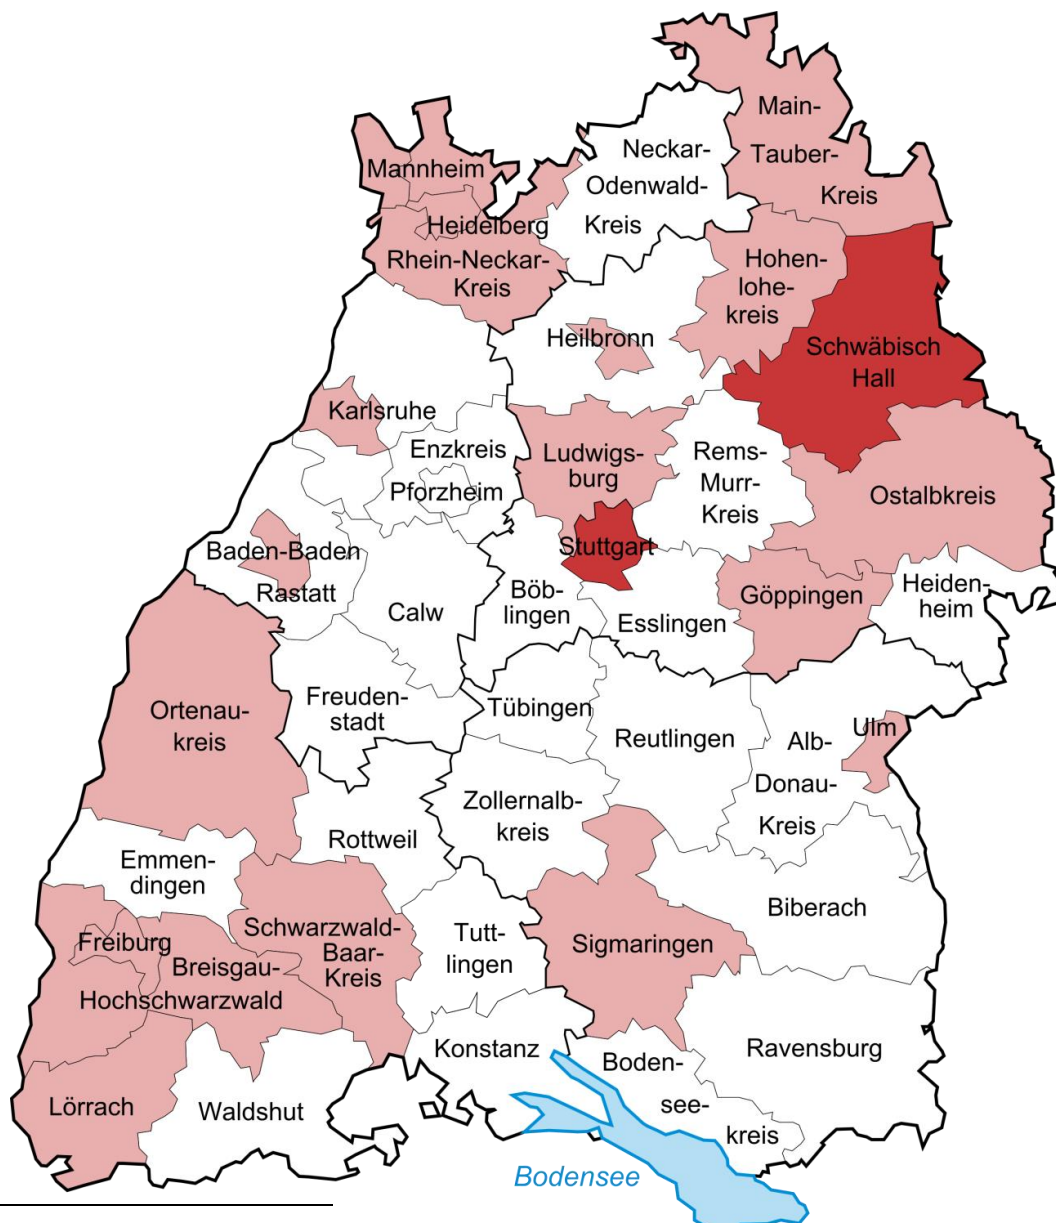 Main-
Tauber-
Kreis
Neckar-
Odenwald-
Kreis
Mannheim
Heidelberg
Rhein-Neckar-
Kreis
Hohen-
lohe-
kreis
Schwäbisch
Hall
Heilbronn
Karlsruhe
Enzkreis
Pforzheim
Ludwigs-
burg
Rems-
Murr-
Kreis
Ostalbkreis
Stuttgart
Baden-Baden
Rastatt
Calw
Böb-
lingen
Esslingen
Göppingen
Heiden-
heim
Ortenau-
kreis
Freuden-
stadt
Tübingen
Reutlingen
Ulm
Alb-
Donau-
Kreis
Zollernalb-
kreis
Rottweil
Emmen-
dingen
Biberach
Freiburg
Breisgau-
Hochschwarzwald
Schwarzwald-
Baar-
Kreis
Tutt-
lingen
Sigmaringen
Konstanz
Boden-
see-
kreis
Ravensburg
Lörrach
Waldshut
Bodensee